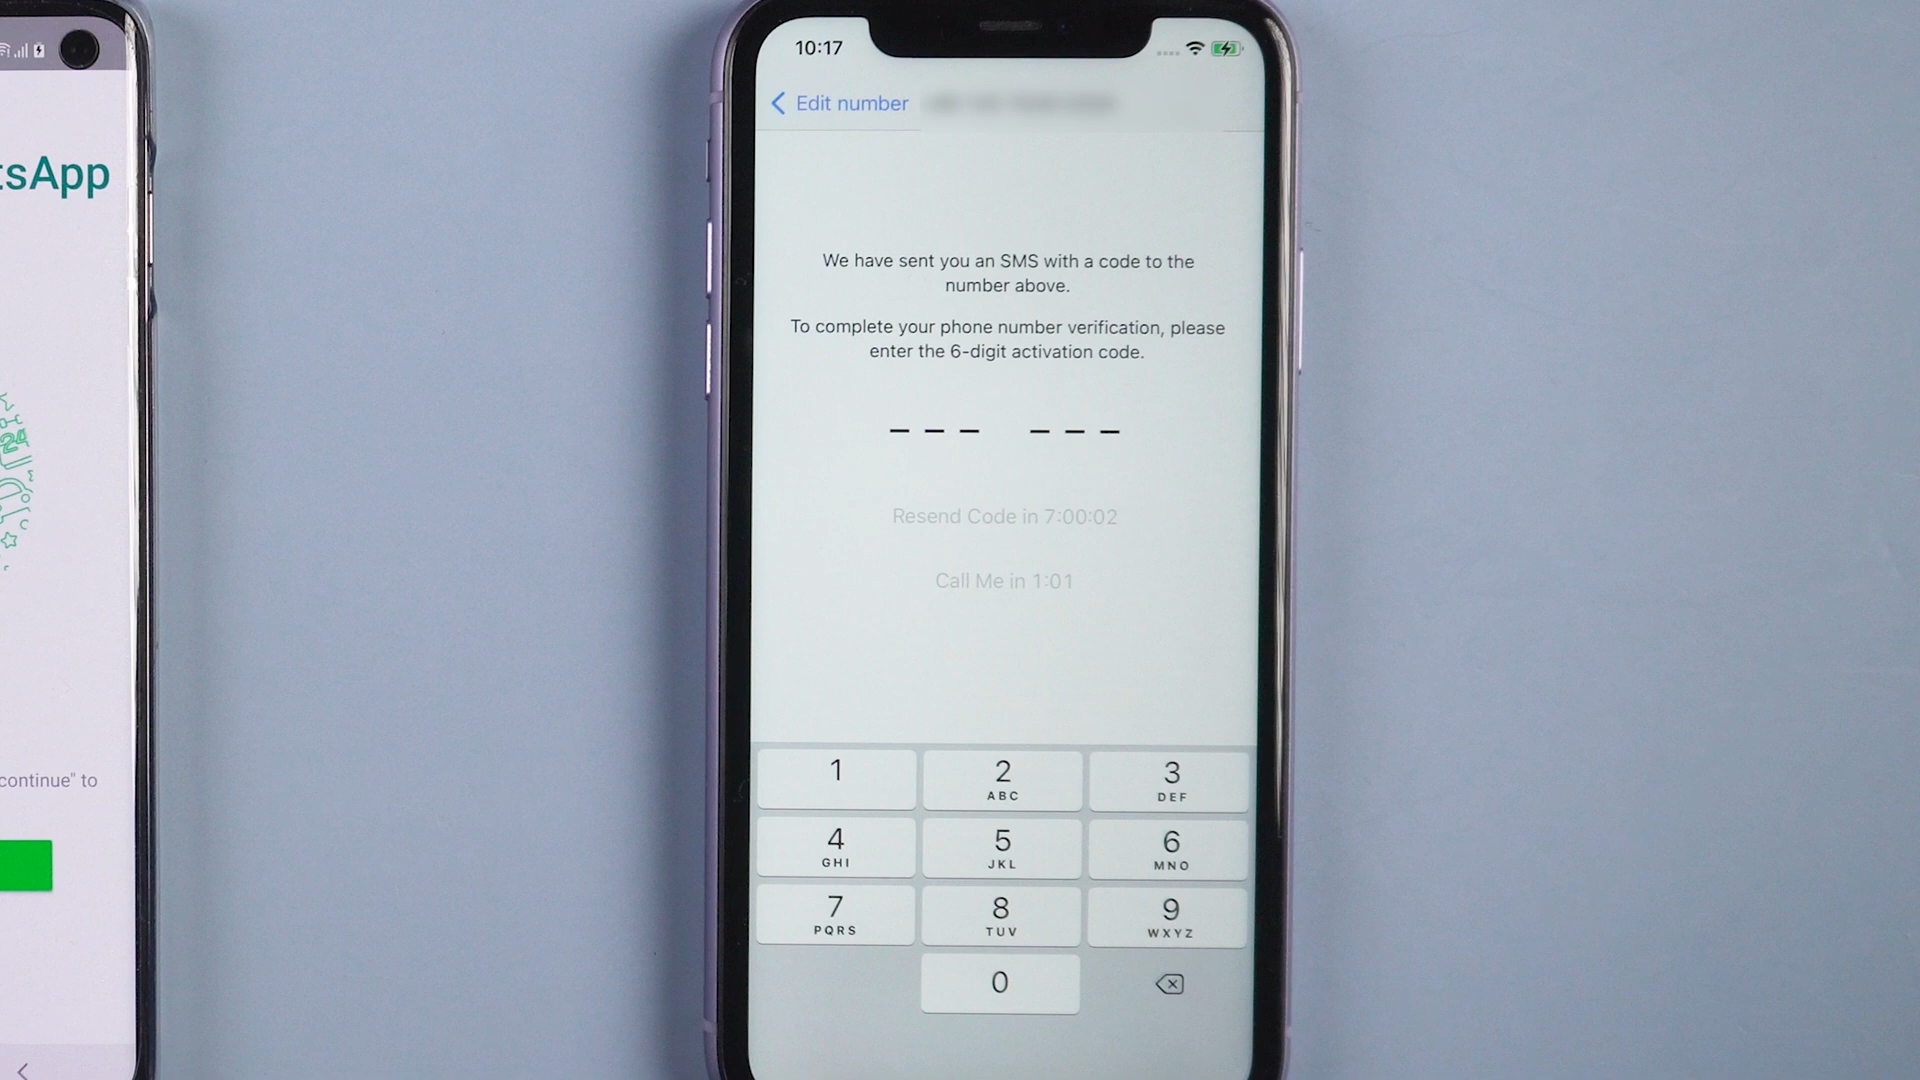 tsApp
24
continue" to
10:17
Edit number
We have sent you an SMS with a code to the
number above.
To complete your phone number verification, please
enter the 6-digit activation code.
Resend Code in 7:00:02
Call Me in 1:01
1
2
ABC
3
DEF
4
GHI
5
JKL
6
MNO
7
PQRS
8
TUV
9
WXYZ
0